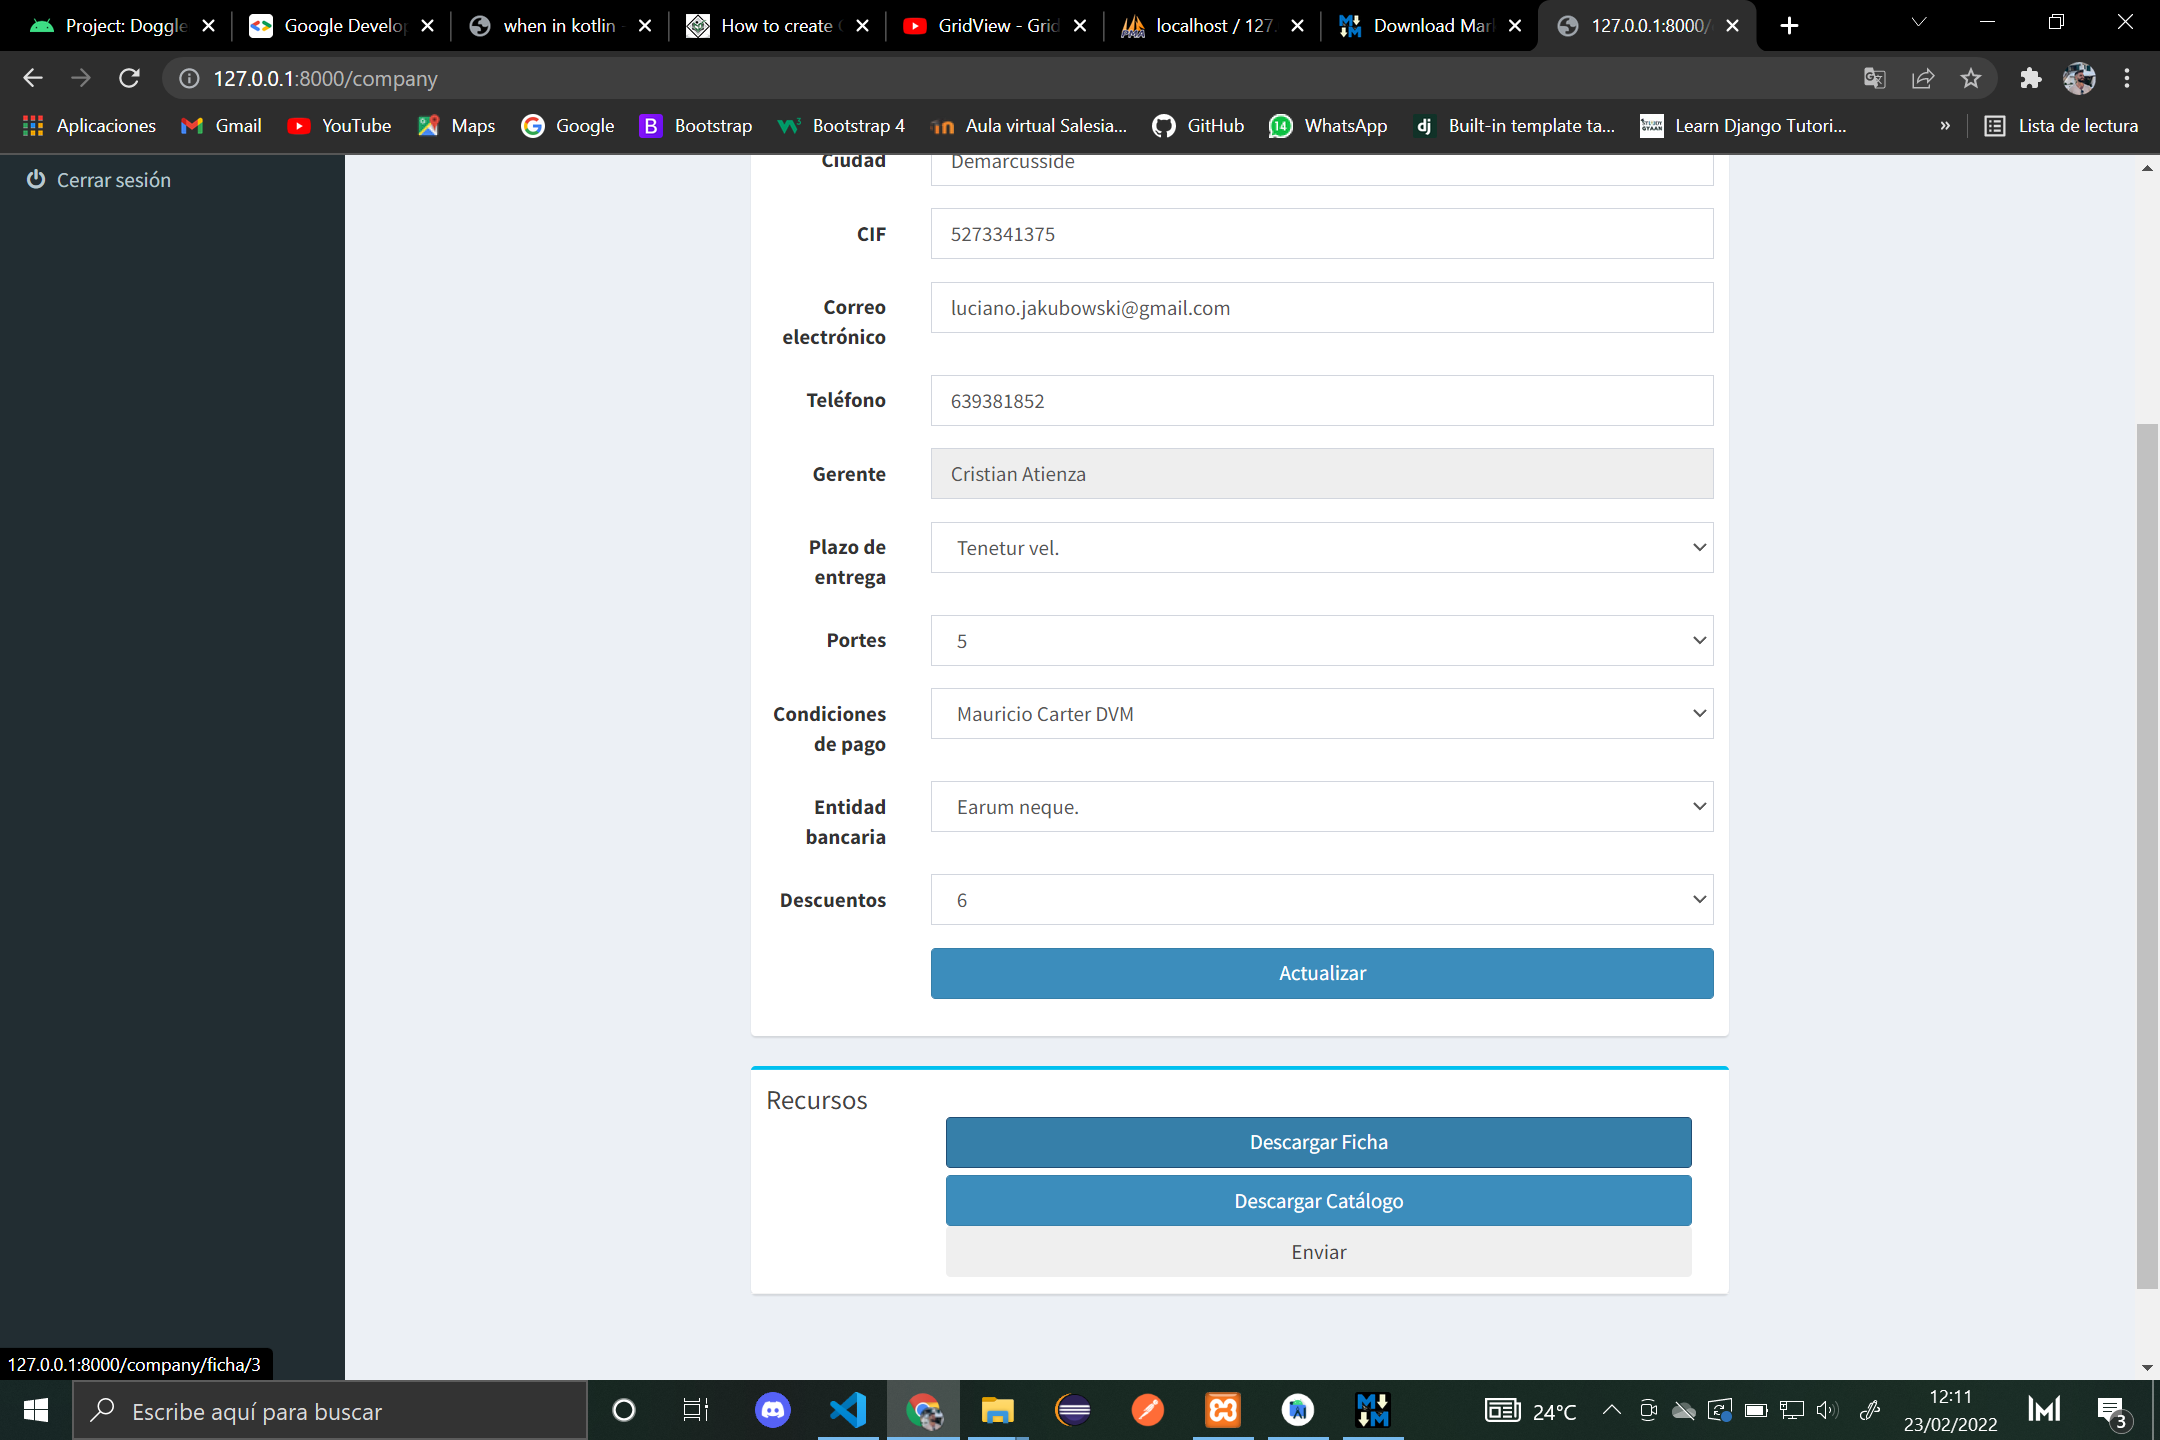 Project: Doggle
Google Develop
when in kotlin -
How to create
GridView - Grid
localhost / 127.
Download Mar
127.0.0.1:8000/
127.0.0.1:8000/company
Aplicaciones
Gmail
YouTube
Maps
Google
Bootstrap
Bootstrap 4
Aula virtual Salesia...
GitHub
WhatsApp
Built-in template ta...
Learn Django Tutori...
»
Lista de lectura
Cerrar sesión
Ciudad
Demarcusside
CIF
5273341375
Correo
electrónico
luciano.jakubowski@gmail.com
Teléfono
639381852
Gerente
Cristian Atienza
Plazo de
entrega
Tenetur vel.
Portes
5
Condiciones
de pago
Mauricio Carter DVM
Entidad
bancaria
Earum neque.
Descuentos
6
Actualizar
Recursos
Descargar Ficha
Descargar Catálogo
Enviar
127.0.0.1:8000/company/ficha/3
Escribe aquí para buscar
24°C
12:11
23/02/2022
3